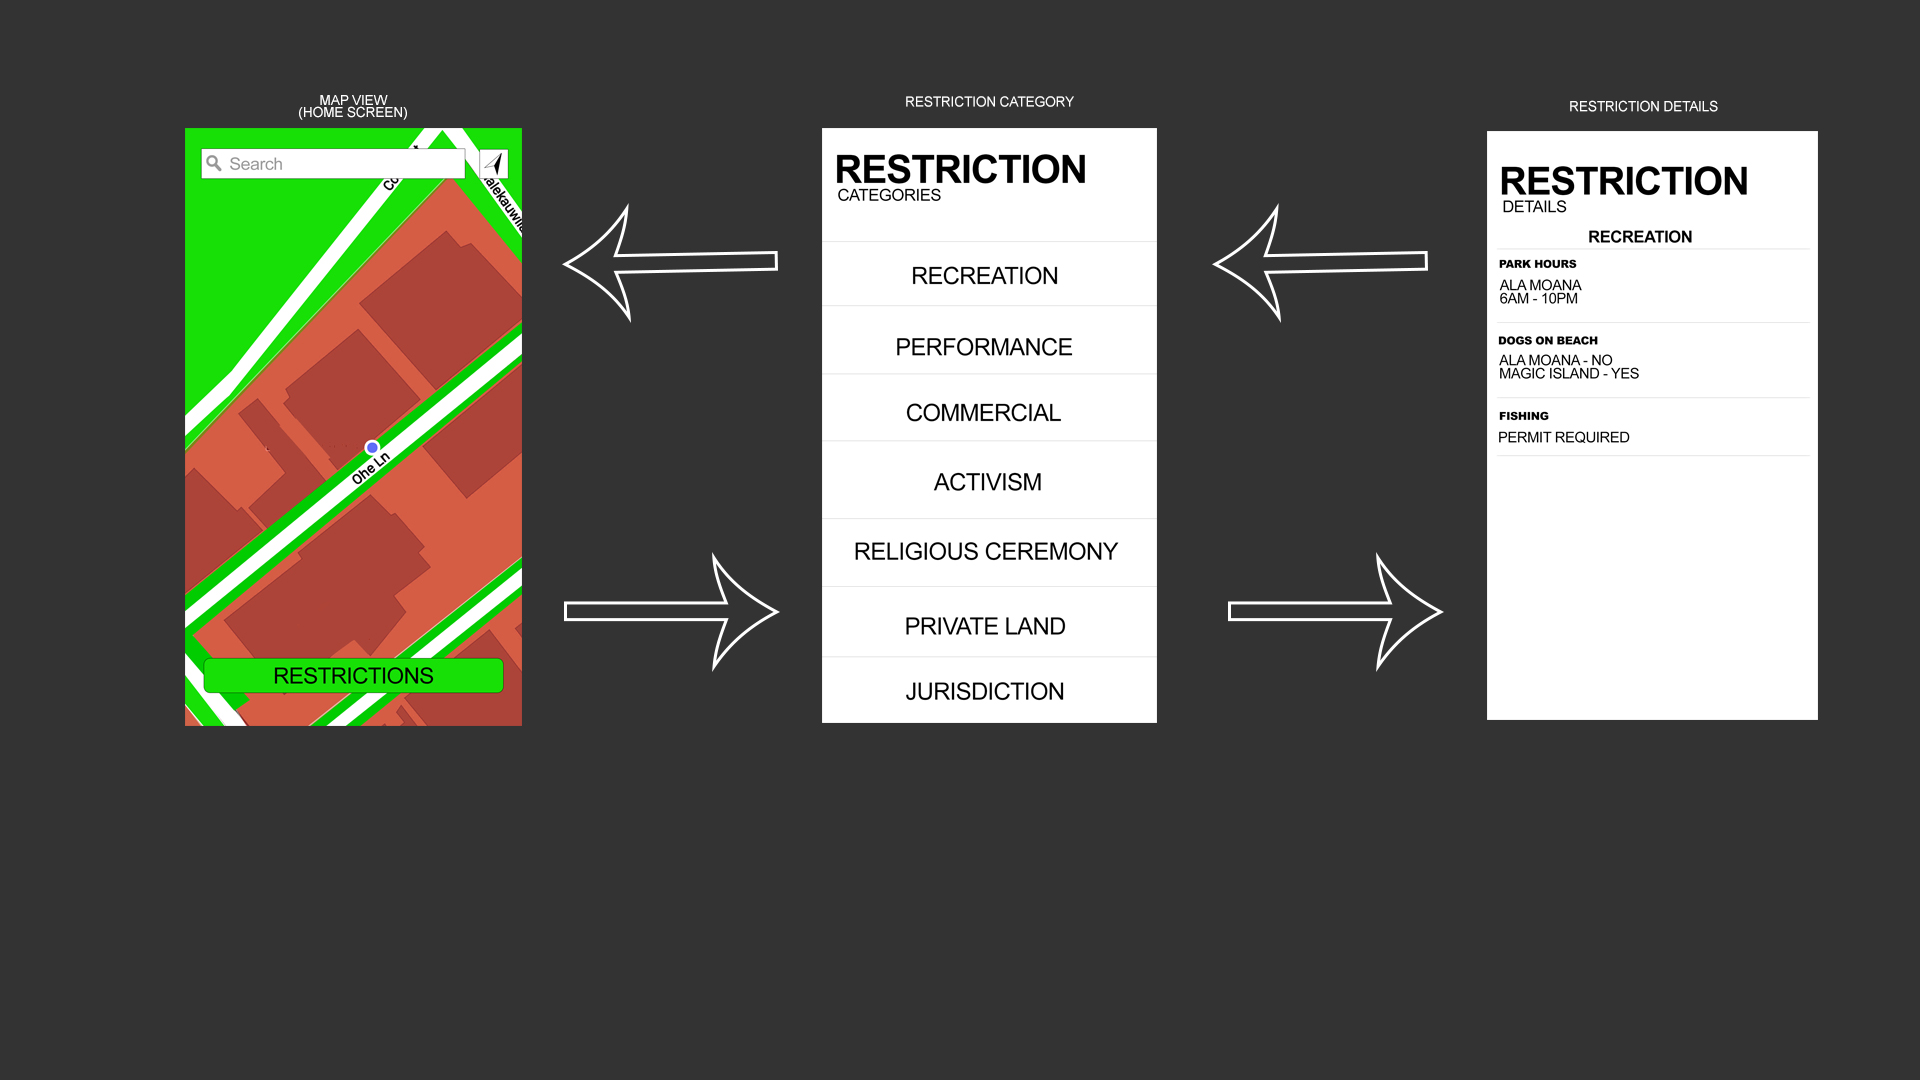 MAP VIEW
(HOME SCREEN)
Search
Ohe Ln
RESTRICTIONS
RESTRICTION CATEGORY
RESTRICTION
CATEGORIES
RECREATION
PERFORMANCE
COMMERCIAL
ACTIVISM
RELIGIOUS CEREMONY
PRIVATE LAND
JURISDICTION
RESTRICTION DETAILS
RESTRICTION
DETAILS
RECREATION
PARK HOURS
ALA MOANA
6AM - 10PM
DOGS ON BEACH
ALA MOANA - NO
MAGIC ISLAND - YES
FISHING
PERMIT REQUIRED